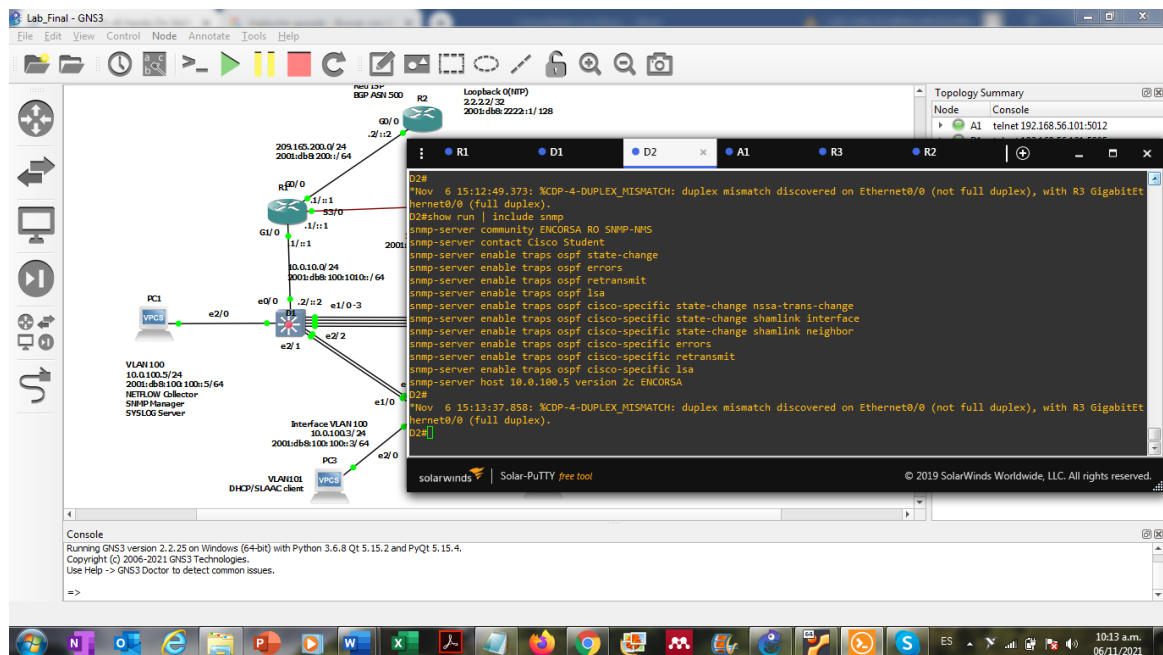 Lab_Final - GNS3
File Edit View Control Node Annotate Tools Help
Red ISP
BGP ASN 500
R2
Loopback 0(NTP)
2.2.2.2/ 32
2001:db8:2222::1/ 128
G0/ 0
.2/::2
209.165.200.0/ 24
2001:db8:200::/ 64
R1
G0/ 0
.1/::1
S3/0
.1/::1
G1/ 0
.1/::1
2001:
10.0.10.0/ 24
2001:db8:100:1010::/ 64
PC1
VPCS
e2/0
e0/ 0
.2/::2
e1/0-3
D1
e2/ 2
e2/ 1
VLAN 100
10.0.100.5/24
2001:db8:100:100::5/64
NETFLOW Collector
SNMP Manager
SYSLOG Server
e1/0
Interface VLAN 100
10.0.100.3/ 24
2001:db8:100:100::3/ 64
e2/0
PC3
VPCS
VLAN101
DHCP/SLAAC client
Topology Summary
Node Console
A1 telnet 192.168.56.101:5012
R1 D1 D2 A1 R3 R2
D2#
*Nov  6 15:12:49.373: %CDP-4-DUPLEX_MISMATCH: duplex mismatch discovered on Ethernet0/0 (not full duplex), with R3 GigabitEt
hernet0/0 (full duplex).
D2#show run | include snmp
snmp-server community ENCORSA RO SNMP-NMS
snmp-server contact Cisco Student
snmp-server enable traps ospf state-change
snmp-server enable traps ospf errors
snmp-server enable traps ospf retransmit
snmp-server enable traps ospf lsa
snmp-server enable traps ospf cisco-specific state-change nssa-trans-change
snmp-server enable traps ospf cisco-specific state-change shamlink interface
snmp-server enable traps ospf cisco-specific state-change shamlink neighbor
snmp-server enable traps ospf cisco-specific errors
snmp-server enable traps ospf cisco-specific retransmit
snmp-server enable traps ospf cisco-specific lsa
snmp-server host 10.0.100.5 version 2c ENCORSA
D2#
*Nov  6 15:13:37.858: %CDP-4-DUPLEX_MISMATCH: duplex mismatch discovered on Ethernet0/0 (not full duplex), with R3 GigabitEt
hernet0/0 (full duplex).
D2#
solarwinds Solar-PuTTY free tool
© 2019 SolarWinds Worldwide, LLC. All rights reserved.
Console
Running GNS3 version 2.2.25 on Windows (64-bit) with Python 3.6.8 Qt 5.15.2 and PyQt 5.15.4.
Copyright (c) 2006-2021 GNS3 Technologies.
Use Help -> GNS3 Doctor to detect common issues.
=>
ES
10:13 a.m.
06/11/2021